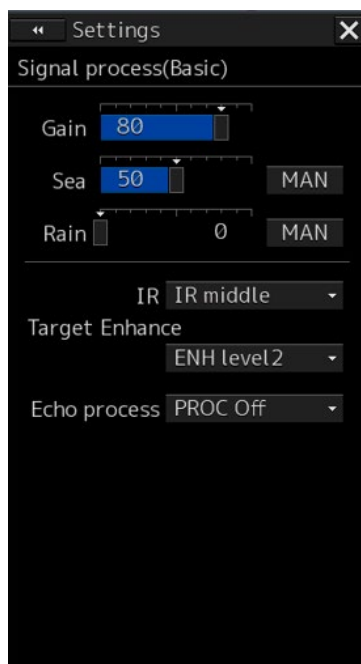 Settings
Signal process(Basic)
Gain 80
Sea 50 MAN
Rain 0 MAN
IR IR middle
Target Enhance
ENH level2
Echo process PROC Off